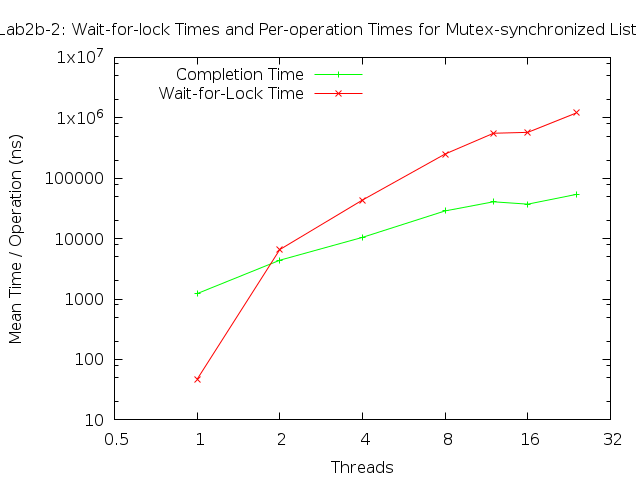 Lab2b-2: Wait-for-lock Times and Per-operation Times for Mutex-synchronized List
1x10^7
Completion Time
Wait-for-Lock Time
1x10^6
100000
10000
1000
100
10
Mean Time / Operation (ns)
0.5 1 2 4 8 16 32
Threads